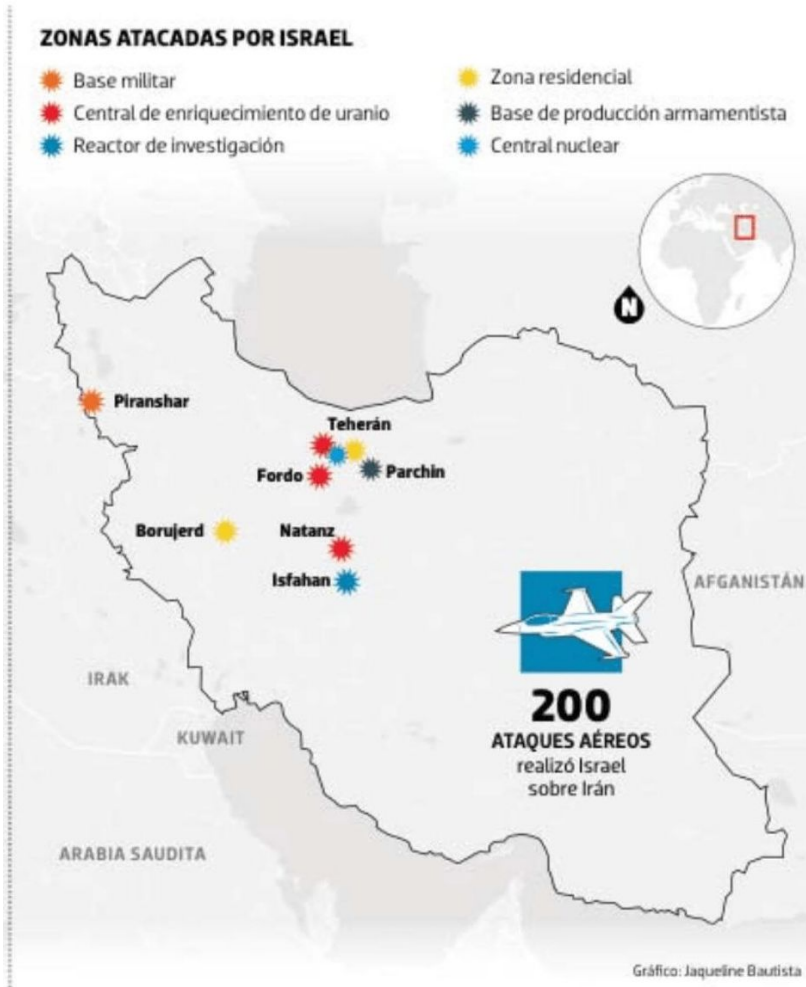 ZONAS ATACADAS POR ISRAEL
Base militar
Central de enriquecimiento de uranio
Reactor de investigación
Zona residencial
Base de producción armamentista
Central nuclear
N
Piranshar
Teherán
Fordo
Parchin
Borujerd
Natanz
Isfahan
AFGANISTÁN
IRAK
KUWAIT
ARABIA SAUDITA
200
ATAQUES AÉREOS
realizó Israel
sobre Irán
Gráfico: Jaqueline Bautista